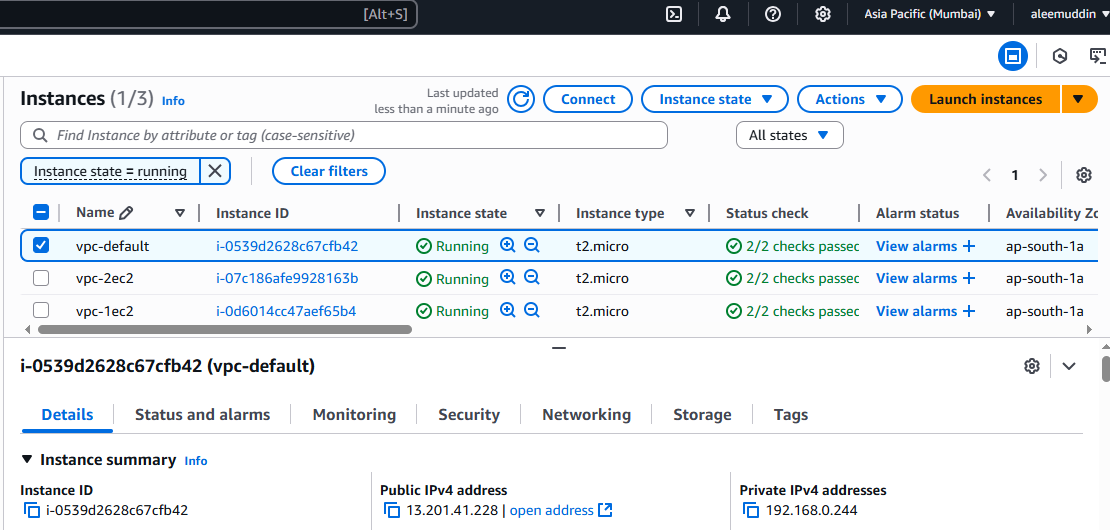 [Alt+S]
Asia Pacific (Mumbai)
aleemuddin
Instances (1/3) Info
Last updated
less than a minute ago
Connect
Instance state
Actions
Launch instances
Find Instance by attribute or tag (case-sensitive)
All states
Instance state = running
Clear filters
1
Name Instance ID Instance state Instance type Status check Alarm status Availability Zo
vpc-default i-0539d2628c67cfb42 Running t2.micro 2/2 checks passed View alarms + ap-south-1a
vpc-2ec2 i-07c186afe9928163b Running t2.micro 2/2 checks passed View alarms + ap-south-1a
vpc-1ec2 i-0d6014cc47aef65b4 Running t2.micro 2/2 checks passed View alarms + ap-south-1a
i-0539d2628c67cfb42 (vpc-default)
Details Status and alarms Monitoring Security Networking Storage Tags
Instance summary Info
Instance ID Public IPv4 address Private IPv4 addresses
i-0539d2628c67cfb42 13.201.41.228 | open address 192.168.0.244